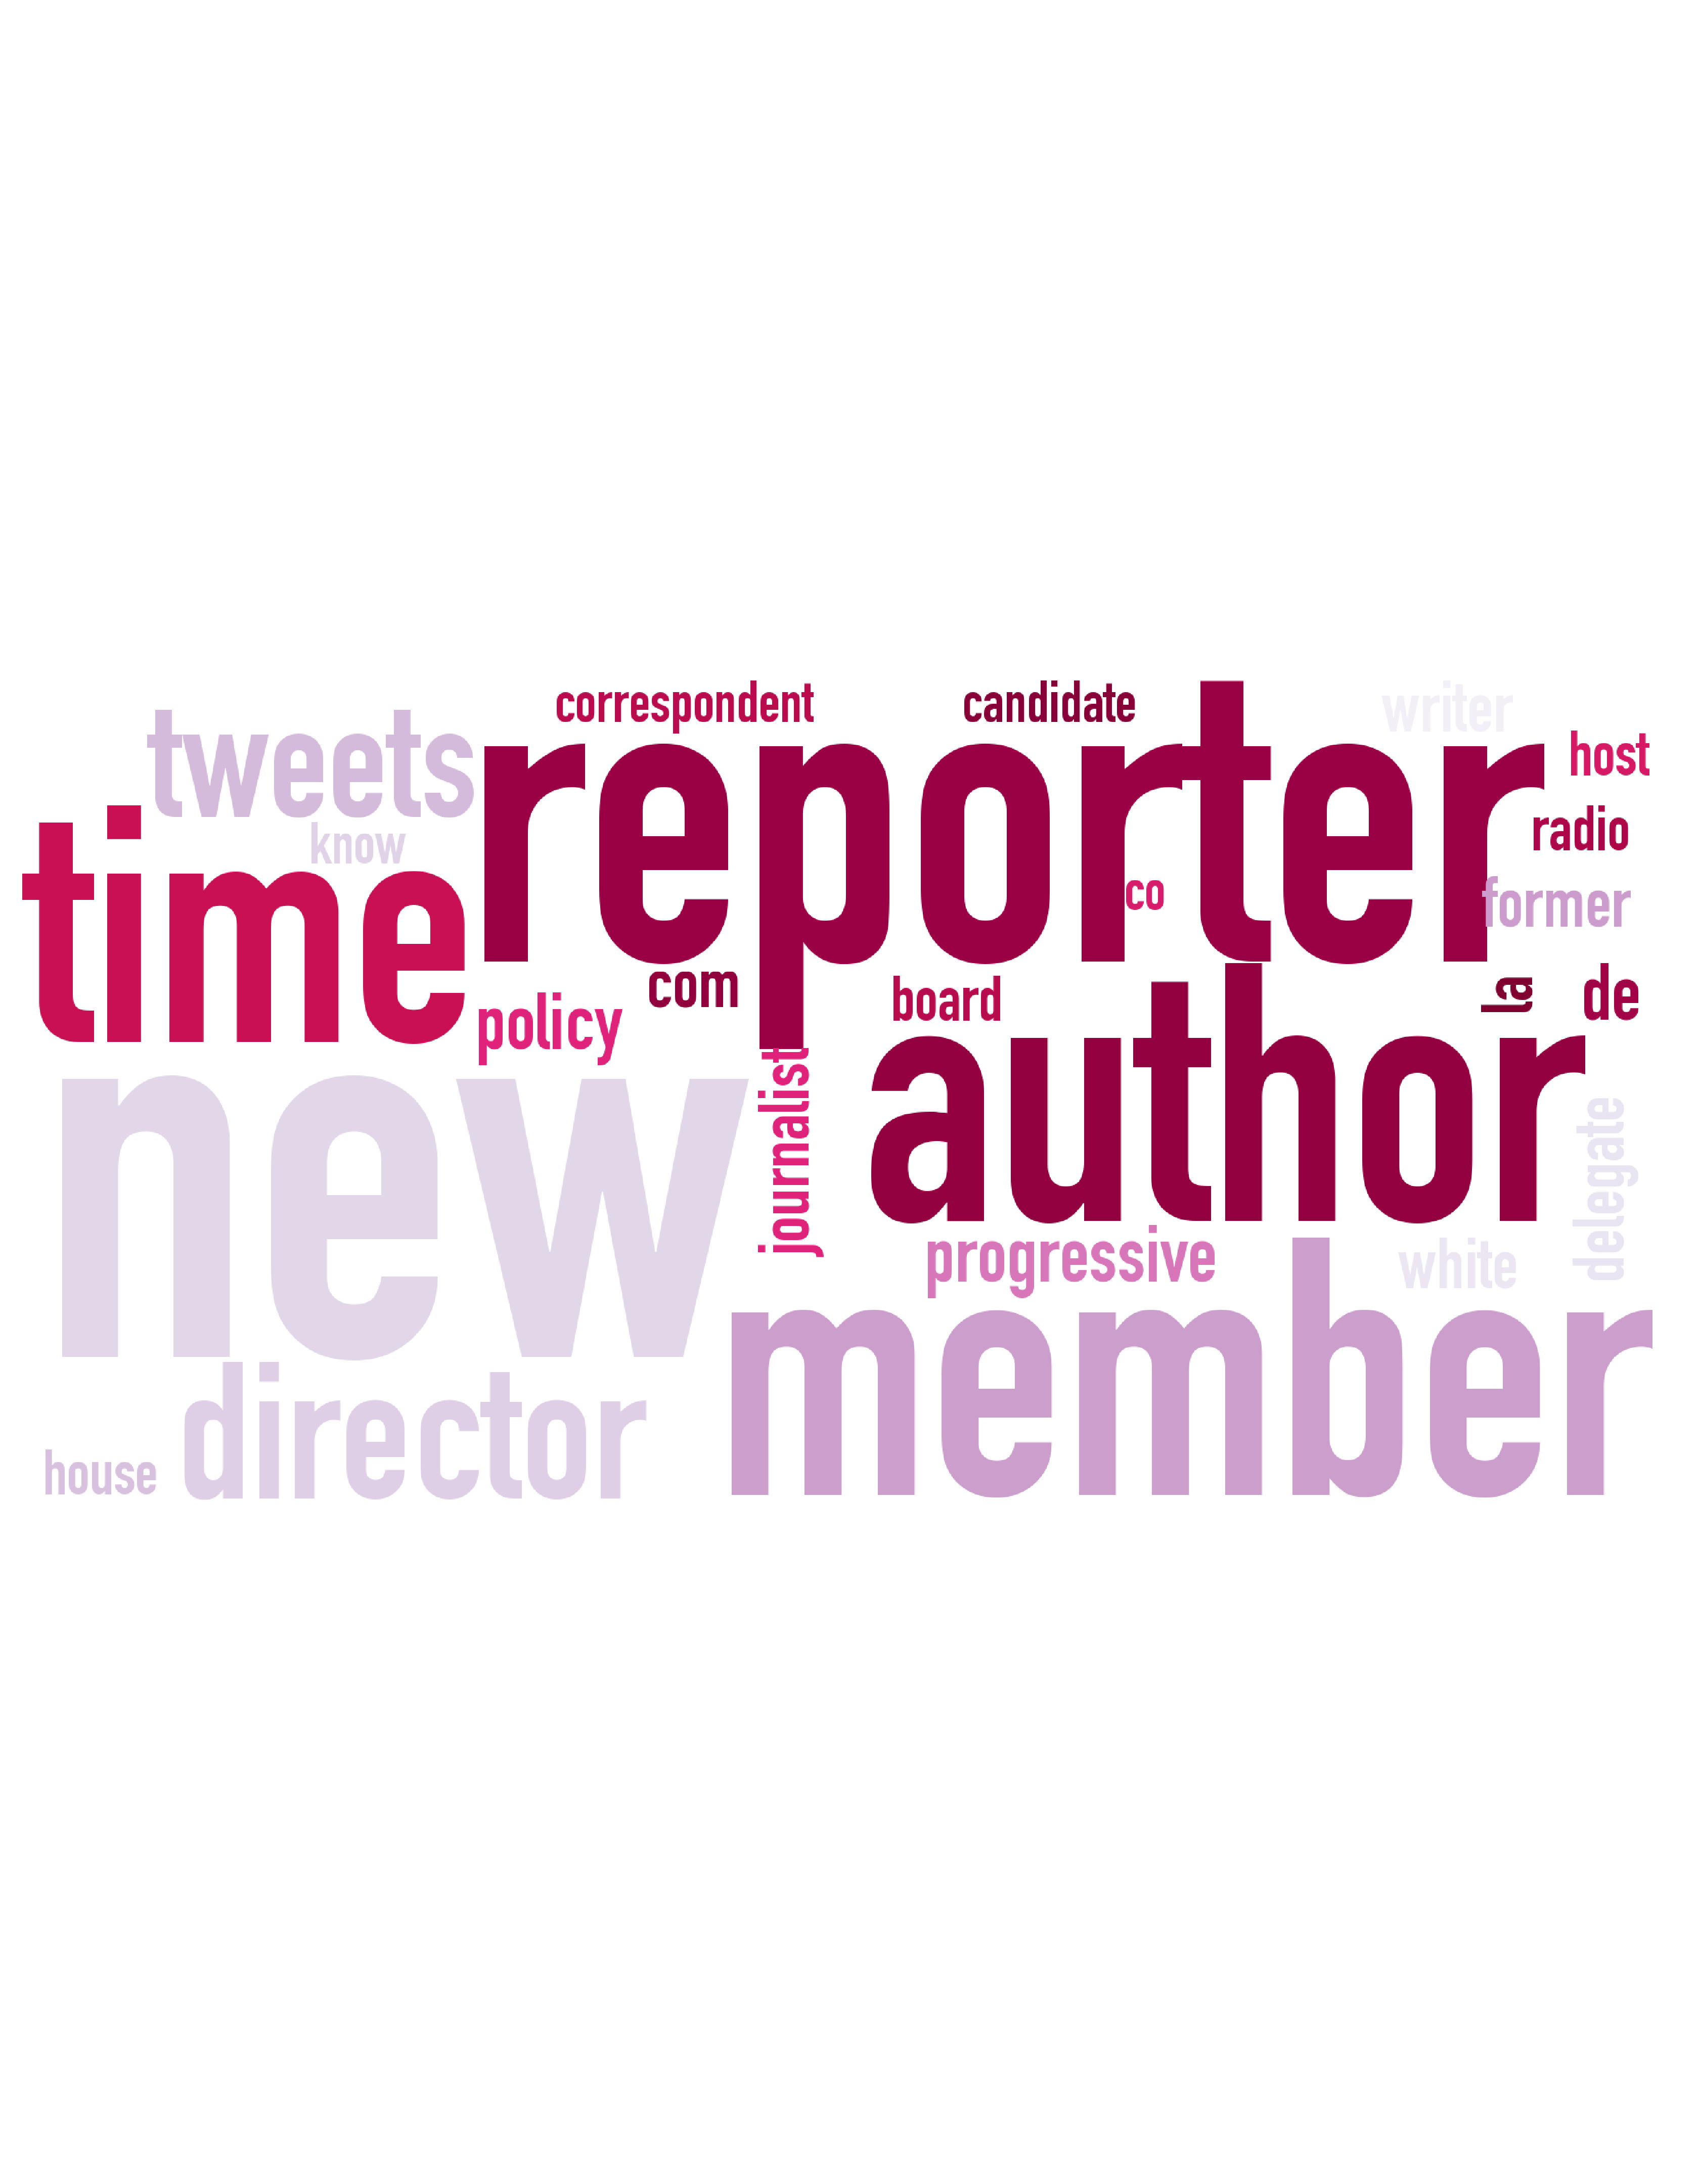 correspondent candidate writer
tweets reporter host
know radio
time co former
com board la de
policy
new journalist author delegate
progressive white
director member
house